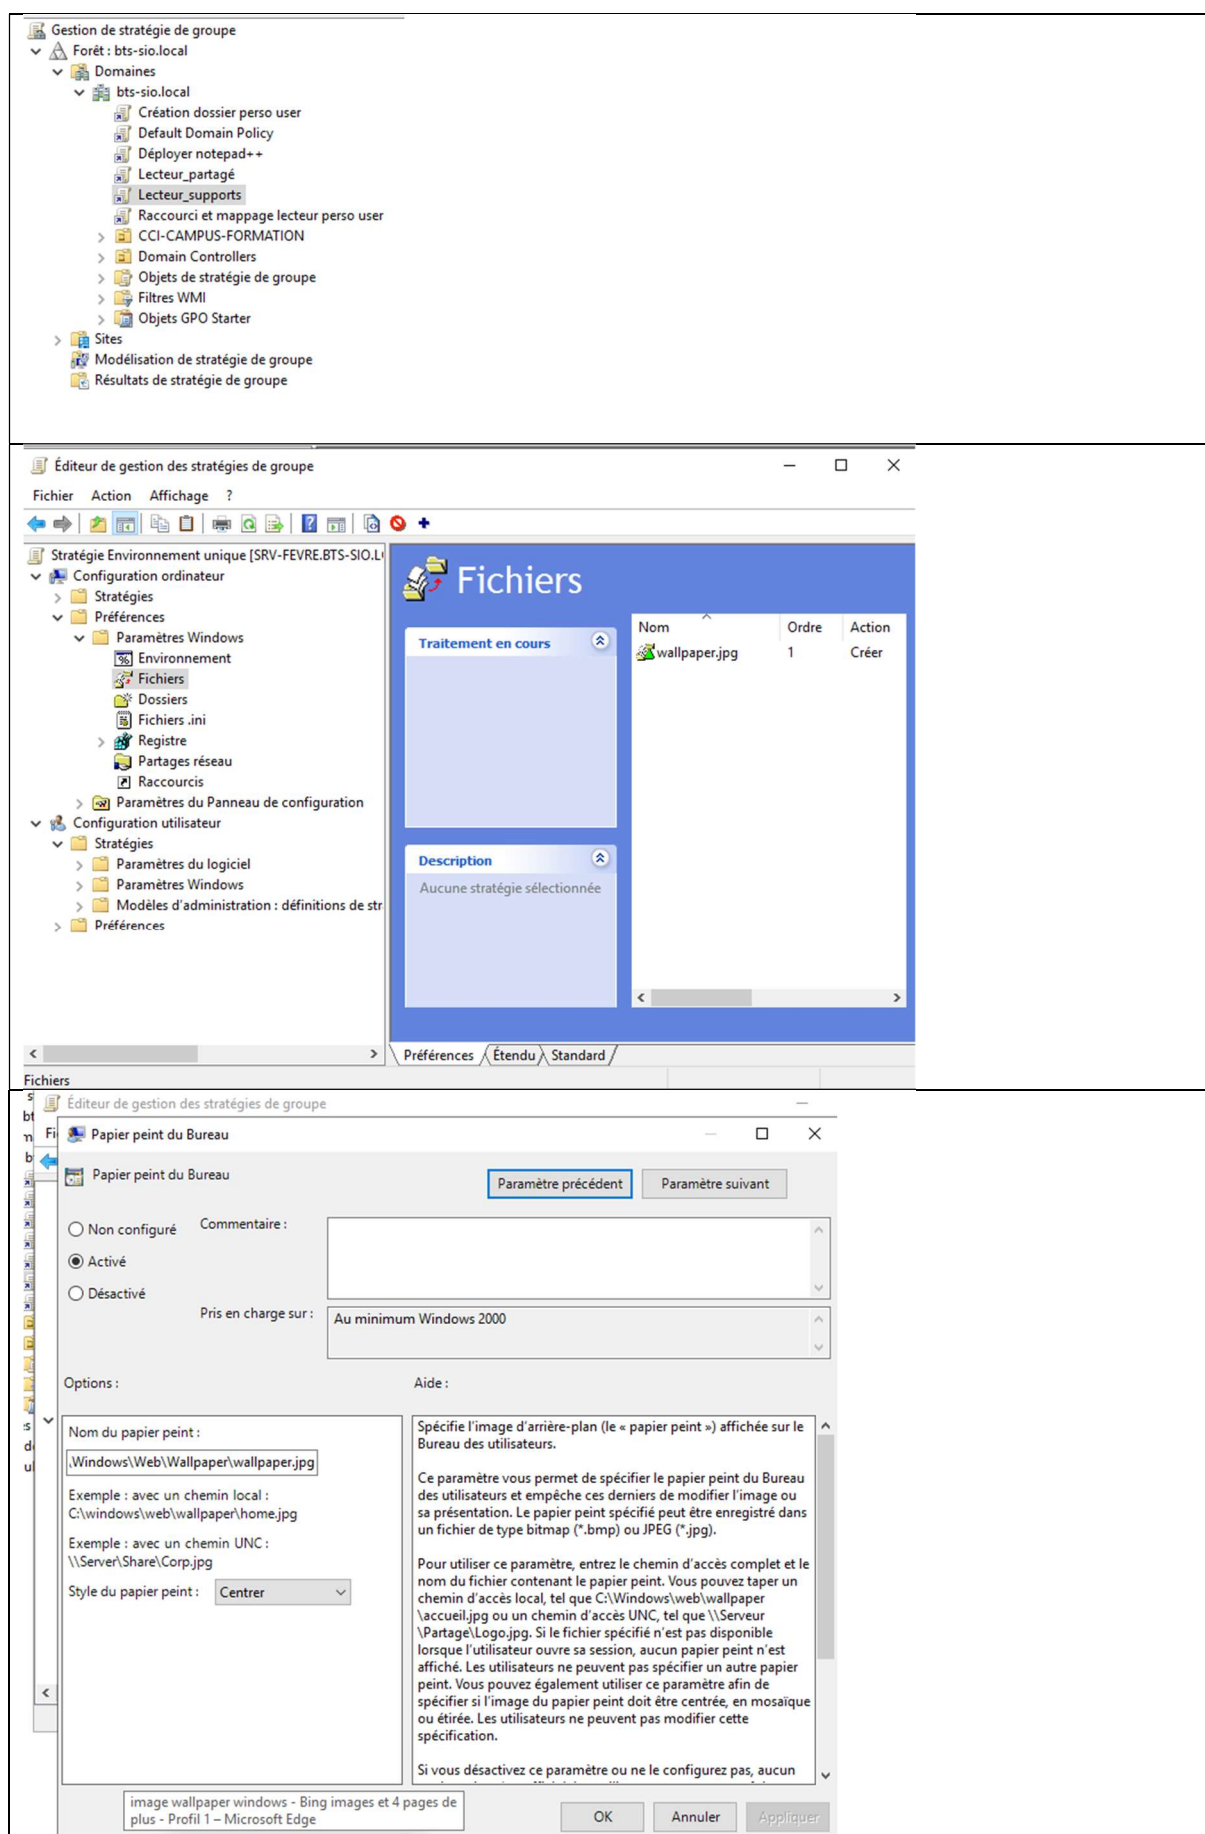 Gestion de stratégie de groupe
Forêt : bts-sio.local
Domaines
bts-sio.local
Création dossier perso user
Default Domain Policy
Déployer notepad++
Lecteur_partagé
Lecteur_supports
Raccourci et mappage lecteur perso user
CCI-CAMPUS-FORMATION
Domain Controllers
Objets de stratégie de groupe
Filtres WMI
Objets GPO Starter
Sites
Modélisation de stratégie de groupe
Résultats de stratégie de groupe
Éditeur de gestion des stratégies de groupe
Fichier Action Affichage ?
Stratégie Environnement unique [SRV-FEVRE.BTS-SIO.L
Configuration ordinateur
Stratégies
Préférences
Paramètres Windows
Environnement
Fichiers
Dossiers
Fichiers .ini
Registre
Partages réseau
Raccourcis
Paramètres du Panneau de configuration
Configuration utilisateur
Stratégies
Paramètres du logiciel
Paramètres Windows
Modèles d'administration : définitions de str
Préférences
Fichiers
Traitement en cours
Description
Aucune stratégie sélectionnée
Nom Ordre Action
wallpaper.jpg 1 Créer
Préférences Étendu Standard
Fichiers
Éditeur de gestion des stratégies de groupe
Papier peint du Bureau
Papier peint du Bureau
Paramètre précédent Paramètre suivant
Non configuré
Activé
Désactivé
Commentaire :
Pris en charge sur :
Au minimum Windows 2000
Options :
Aide :
Nom du papier peint :
\Windows\Web\Wallpaper\wallpaper.jpg
Exemple : avec un chemin local :
C:\windows\web\wallpaper\home.jpg
Exemple : avec un chemin UNC :
\\Server\Share\Corp.jpg
Style du papier peint : Centrer
Spécifie l'image d'arrière-plan (le « papier peint ») affichée sur le
Bureau des utilisateurs.
Ce paramètre vous permet de spécifier le papier peint du Bureau
des utilisateurs et empêche ces derniers de modifier l'image ou
sa présentation. Le papier peint spécifié peut être enregistré dans
un fichier de type bitmap (*.bmp) ou JPEG (*.jpg).
Pour utiliser ce paramètre, entrez le chemin d'accès complet et le
nom du fichier contenant le papier peint. Vous pouvez taper un
chemin d'accès local, tel que C:\Windows\web\wallpaper
\accueil.jpg ou un chemin d'accès UNC, tel que \\Serveur
\Partage\Logo.jpg. Si le fichier spécifié n'est pas disponible
lorsque l'utilisateur ouvre sa session, aucun papier peint n'est
affiché. Les utilisateurs ne peuvent pas spécifier un autre papier
peint. Vous pouvez également utiliser ce paramètre afin de
spécifier si l'image du papier peint doit être centrée, en mosaïque
ou étirée. Les utilisateurs ne peuvent pas modifier cette
spécification.
Si vous désactivez ce paramètre ou ne le configurez pas, aucun
image wallpaper windows - Bing images et 4 pages de
plus - Profil 1 – Microsoft Edge
OK Annuler Appliquer